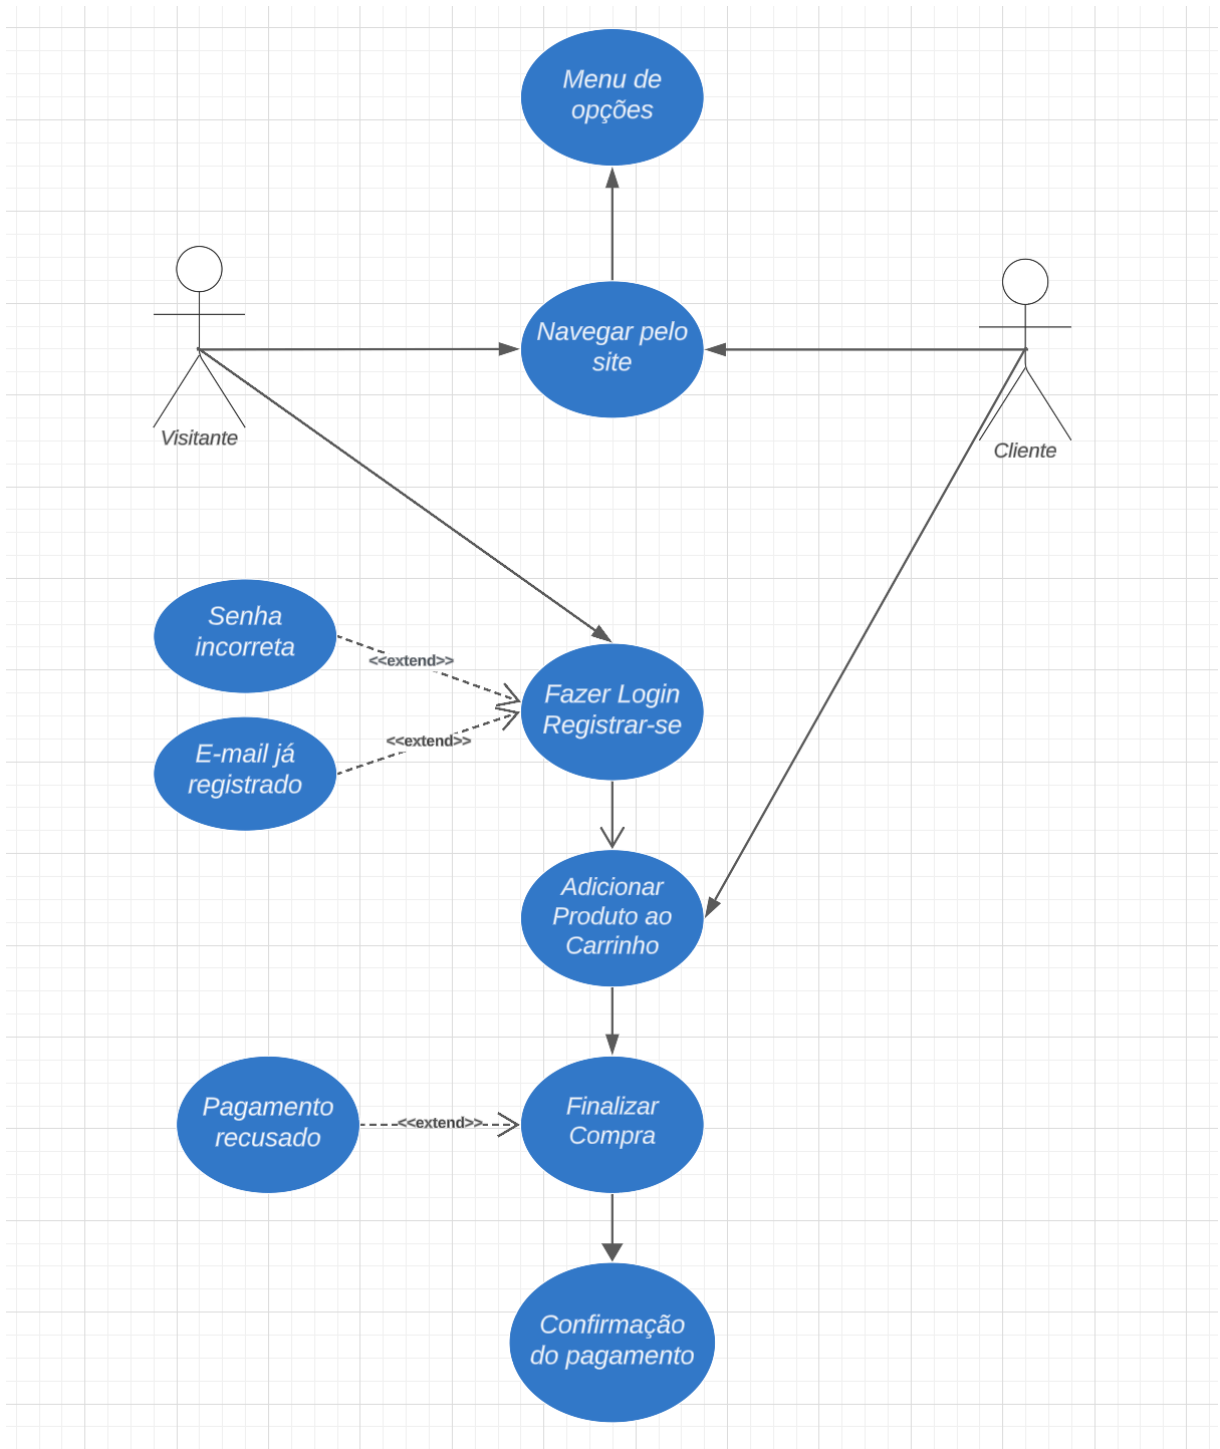 Menu de
opções
Navegar pelo
site
Visitante
Cliente
Senha
incorreta
<<extend>>
Fazer Login
Registrar-se
E-mail já
registrado
<<extend>>
Adicionar
Produto ao
Carrinho
Pagamento
recusado
<<extend>>
Finalizar
Compra
Confirmação
do pagamento